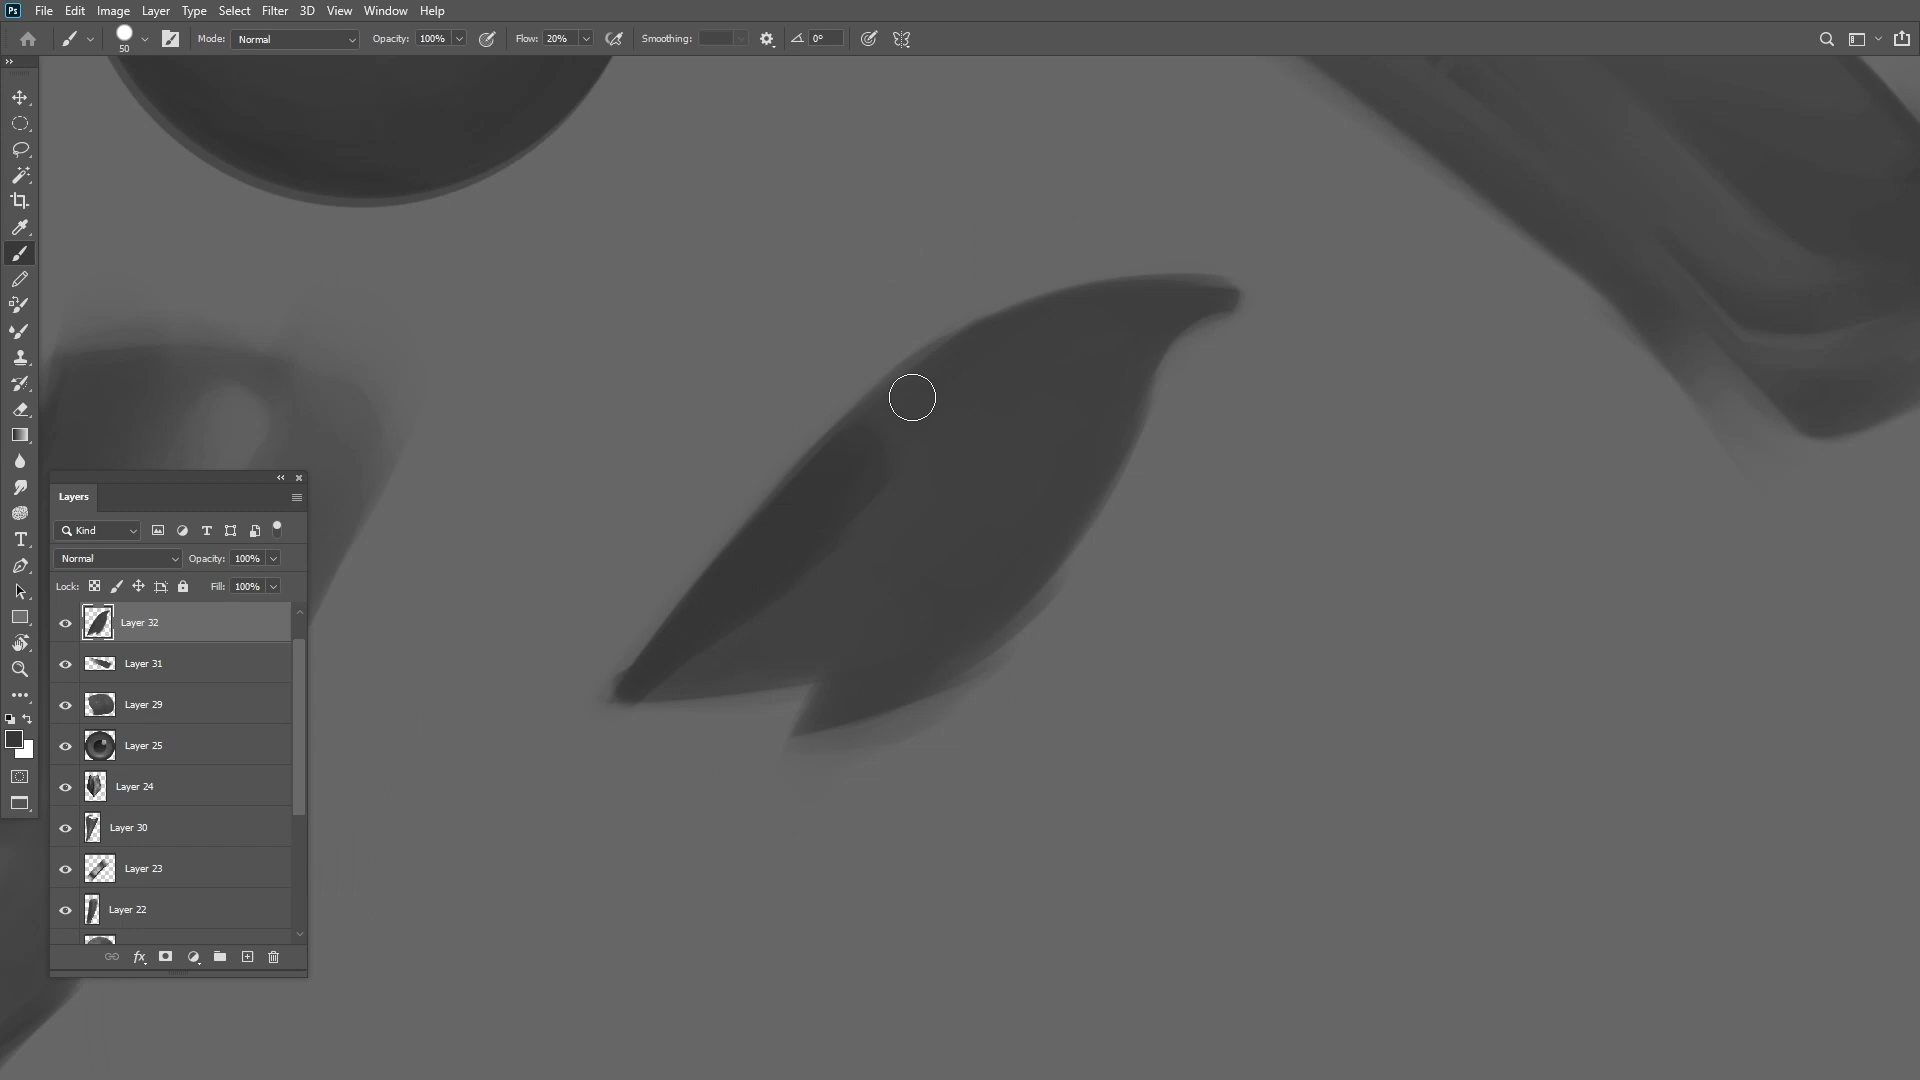 Ps File Edit Image Layer Type Select Filter 3D View Window Help
50 Mode: Normal Opacity: 100% Flow: 20% Smoothing: 0°
Layers
Kind
Normal Opacity: 100%
Lock: Fill: 100%
Layer 32
Layer 31
Layer 29
Layer 25
Layer 24
Layer 30
Layer 23
Layer 22
fx